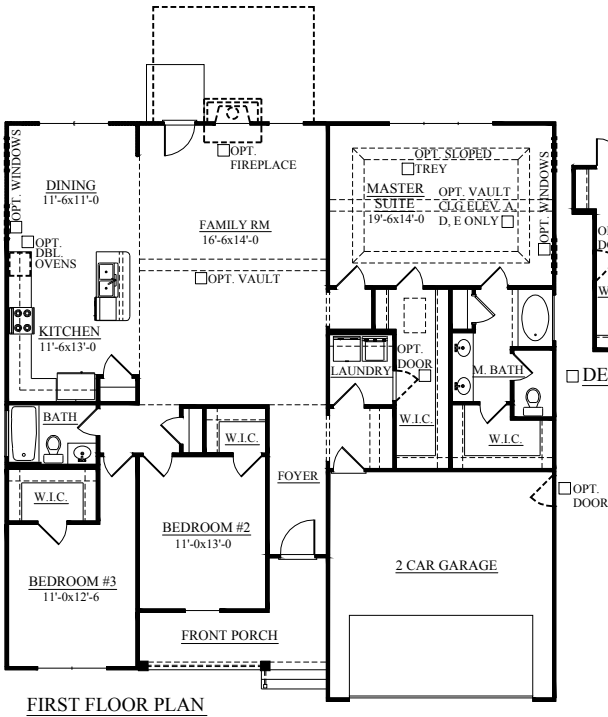 OPT.
FIREPLACE
OPT. SLOPED
TREY
MASTER
SUITE
19'-6x14'-0
OPT. VAULT
CLG ELEV. A,
D, E ONLY
OPT. WINDOWS
OPT. WINDOWS
DINING
11'-6x11'-0
OPT.
DBL.
OVENS
FAMILY RM
16'-6x14'-0
OPT. VAULT
KITCHEN
11'-6x13'-0
LAUNDRY
OPT.
DOOR
M. BATH
W.I.C.
W.I.C.
BATH
W.I.C.
W.I.C.
FOYER
BEDROOM #2
11'-0x13'-0
BEDROOM #3
11'-0x12'-6
2 CAR GARAGE
OPT.
DOOR
FRONT PORCH
FIRST FLOOR PLAN
DE